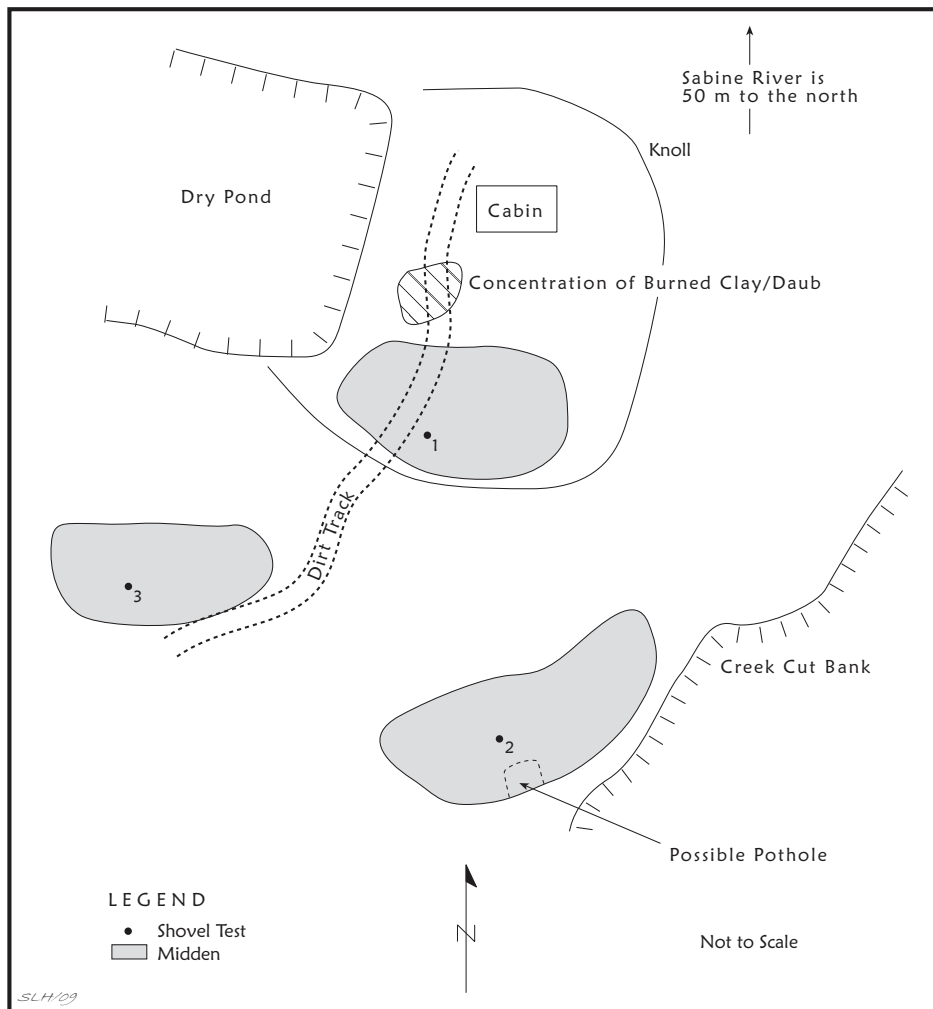 Sabine River is
50 m to the north
Knoll
Dry Pond
Cabin
Concentration of Burned Clay/Daub
1
Dirt Track
3
Creek Cut Bank
2
Possible Pothole
LEGEND
Shovel Test
Midden
N
Not to Scale
SLH/09